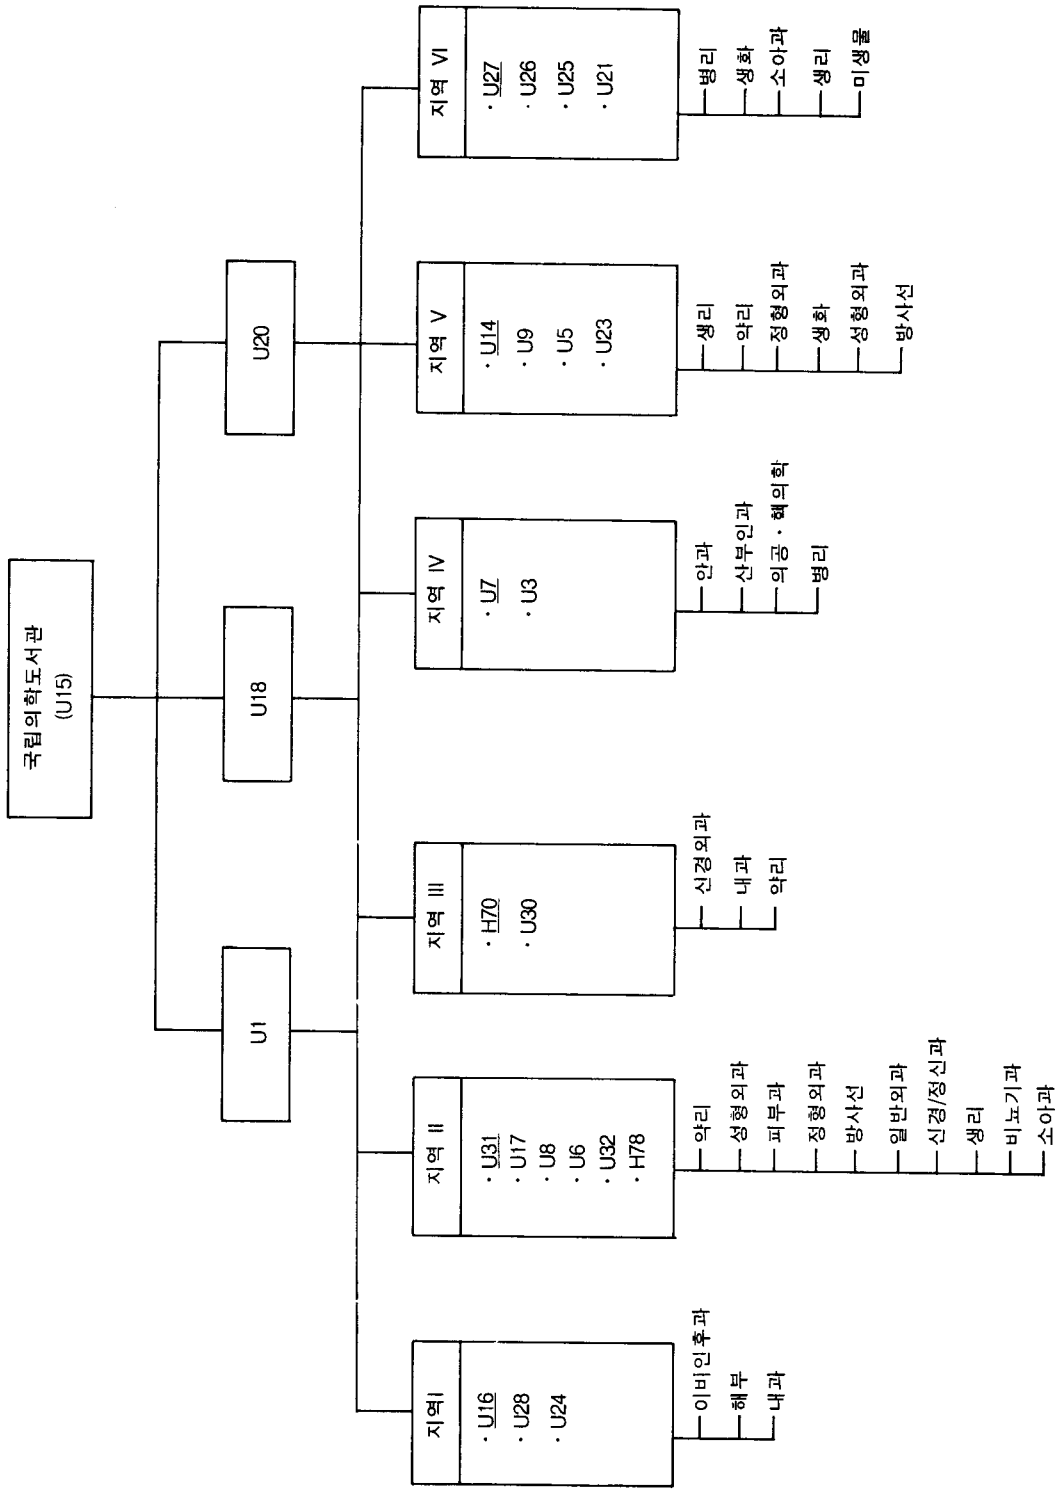 국립의학도서관
(U15)
U1
U18
U20
지역I
· U16
· U28
· U24
이비인후과
해부
내과
지역 II
· U31
· U17
· U8
· U6
· U32
· H78
약리
성형외과
피부과
정형외과
방사선
일반외과
신경/정신과
생리
비뇨기과
소아과
지역 III
· H70
· U30
신경외과
내과
약리
지역 IV
· U7
· U3
안과
산부인과
의공·핵의학
병리
지역 V
· U14
· U9
· U5
· U23
생리
약리
정형외과
생화
성형외과
방사선
지역 VI
· U27
· U26
· U25
· U21
병리
생화
소아과
생리
미생물